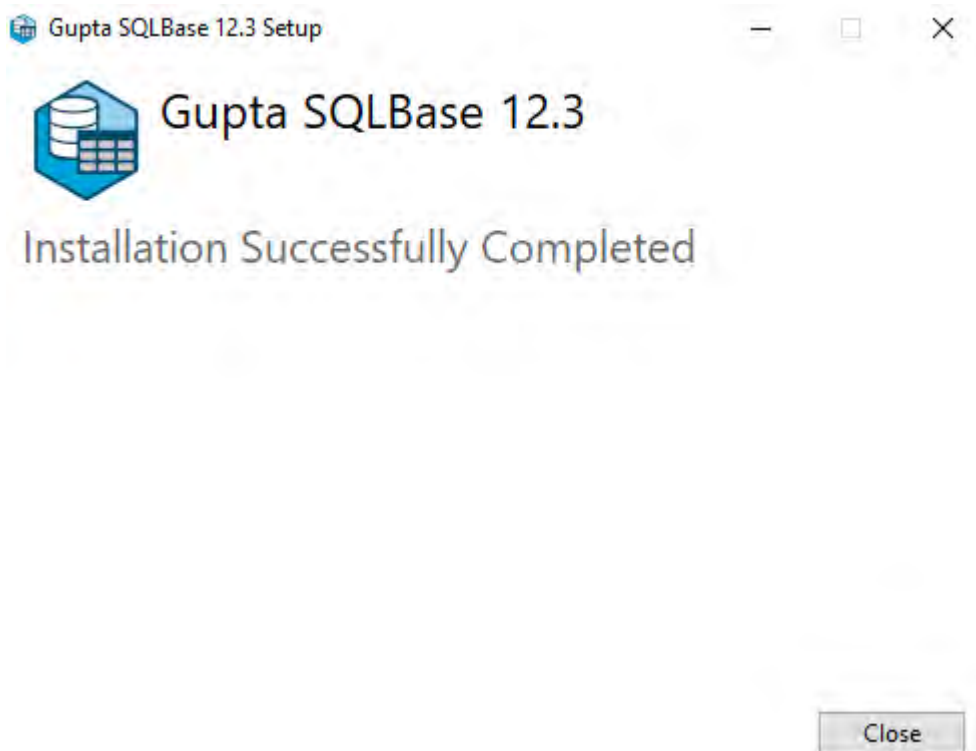 Gupta SQLBase 12.3 Setup
Gupta SQLBase 12.3
Installation Successfully Completed
Close